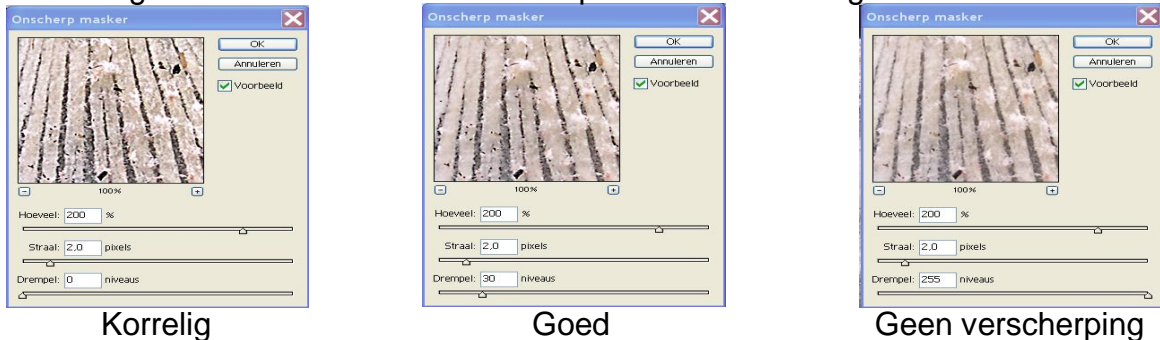 Onscherp masker
OK
Annuleren
Voorbeeld
100%
Hoeveel: 200 %
Straal: 2,0 pixels
Drempel: 0 niveaus
Korrelig
Onscherp masker
OK
Annuleren
Voorbeeld
100%
Hoeveel: 200 %
Straal: 2,0 pixels
Drempel: 30 niveaus
Goed
Onscherp masker
OK
Annuleren
Voorbeeld
100%
Hoeveel: 200 %
Straal: 2,0 pixels
Drempel: 255 niveaus
Geen verscherping